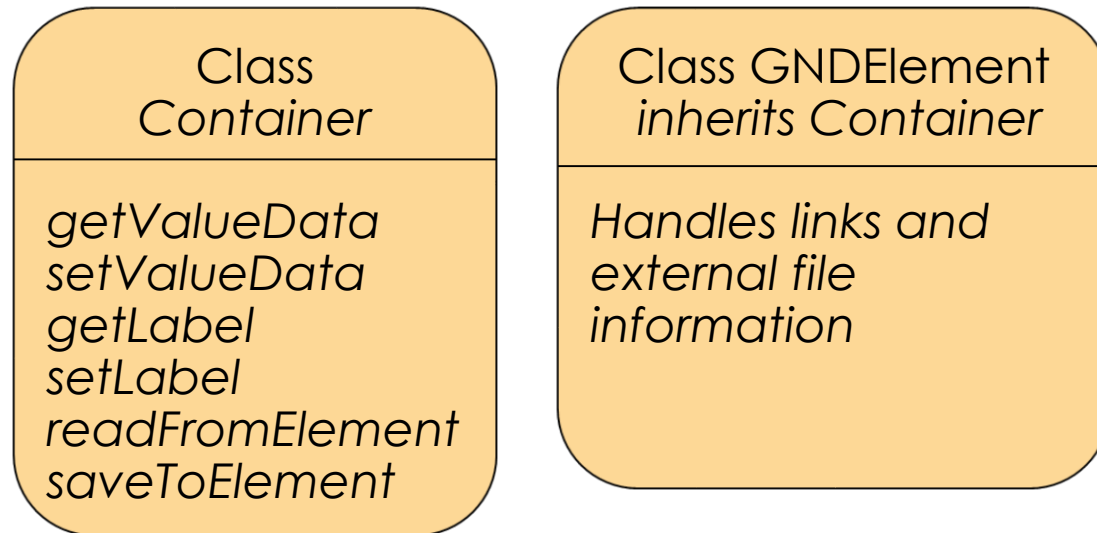 Class
Container
getValueData
setValueData
getLabel
setLabel
readFromElement
saveToElement
Class GNDElement
inherits Container
Handles links and
external file
information